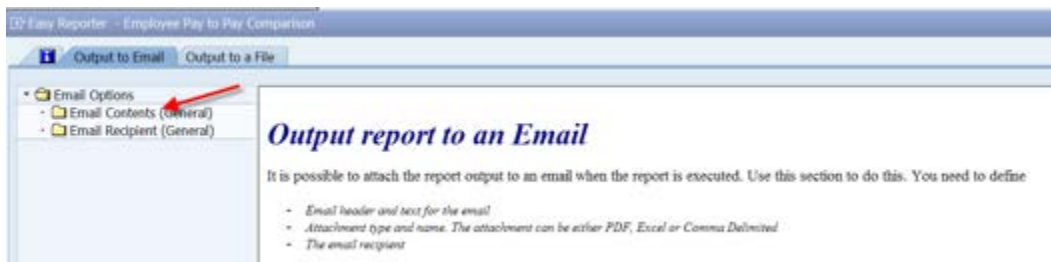 Easy Reporter - Employee Pay to Pay Comparison
Output to Email Output to a File
Email Options
Email Contents (General)
Email Recipient (General)
Output report to an Email
It is possible to attach the report output to an email when the report is executed. Use this section to do this. You need to define
- Email header and text for the email
- Attachment type and name. The attachment can be either PDF, Excel or Comma Delimited
- The email recipient